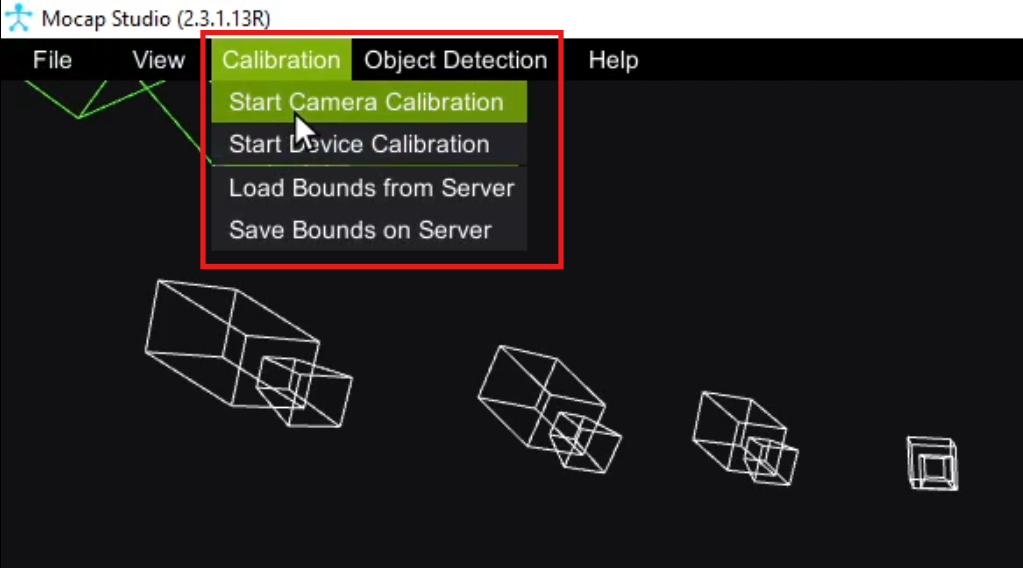 Mocap Studio (2.3.1.13R)
File View Calibration Object Detection Help
Start Camera Calibration
Start Device Calibration
Load Bounds from Server
Save Bounds on Server